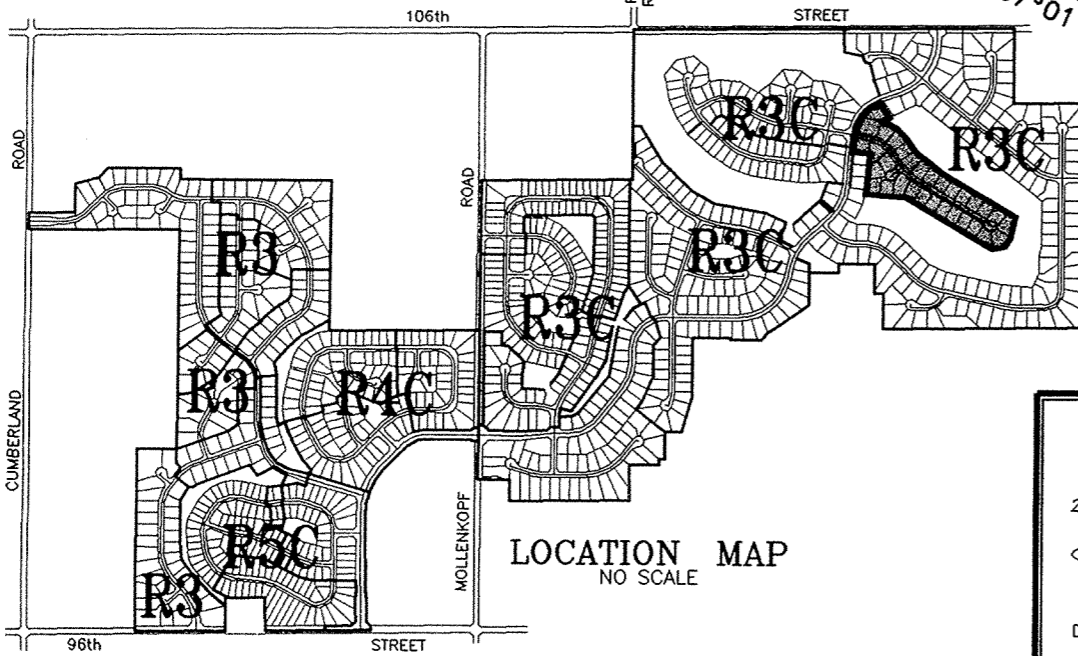 106th STREET
°01
ROAD
ROAD
R3C
R3C
R3
R3C
R3C
R3
R4C
CUMBERLAND
MOLLENKOPF
R5C
R3
LOCATION MAP
NO SCALE
96th STREET